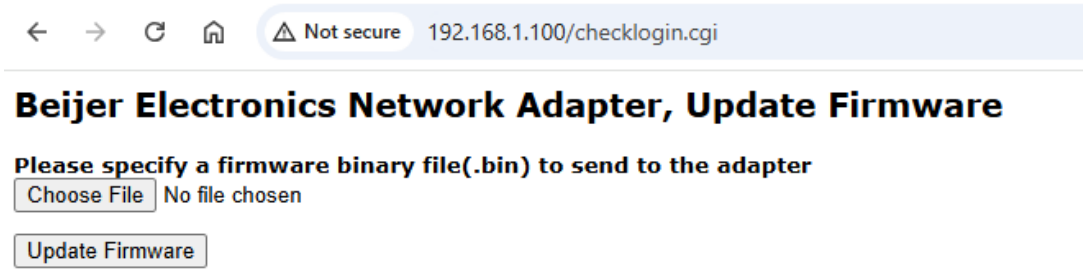 Not secure 192.168.1.100/checklogin.cgi
Beijer Electronics Network Adapter, Update Firmware
Please specify a firmware binary file(.bin) to send to the adapter
Choose File No file chosen
Update Firmware